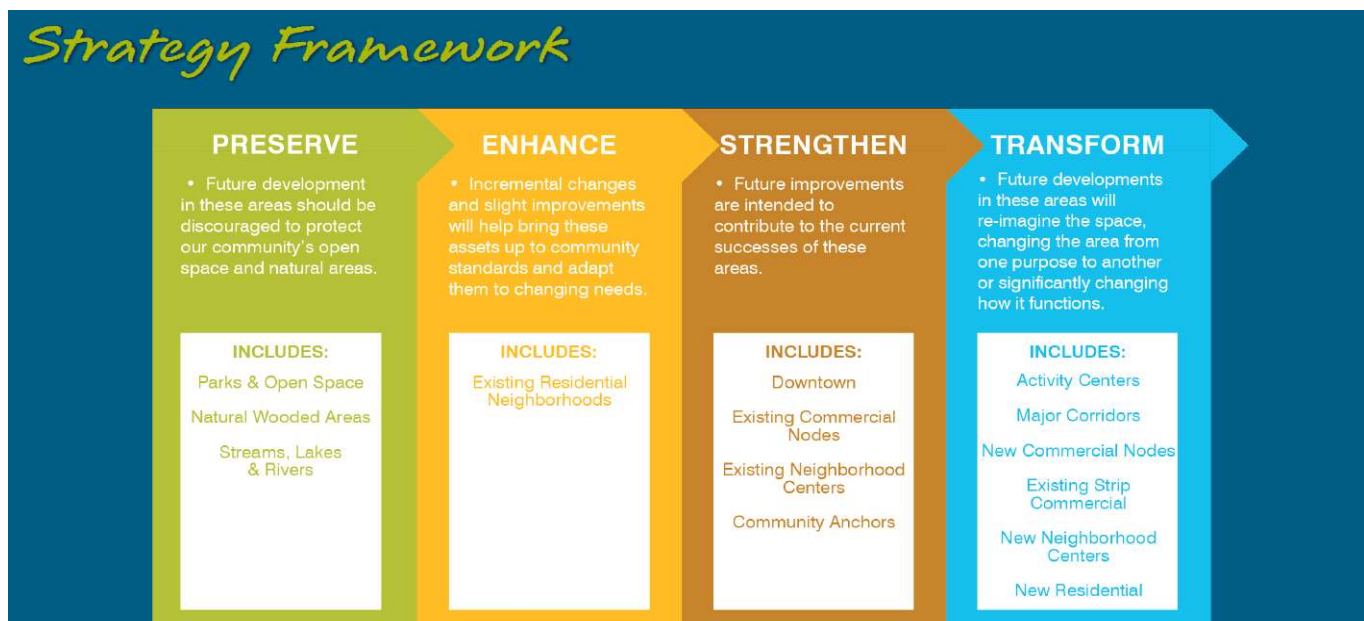 Strategy Framework
PRESERVE
• Future development
in these areas should be
discouraged to protect
our community's open
space and natural areas.
INCLUDES:
Parks & Open Space
Natural Wooded Areas
Streams, Lakes
& Rivers
ENHANCE
• Incremental changes
and slight improvements
will help bring these
assets up to community
standards and adapt
them to changing needs.
INCLUDES:
Existing Residential
Neighborhoods
STRENGTHEN
• Future improvements
are intended to
contribute to the current
successes of these
areas.
INCLUDES:
Downtown
Existing Commercial
Nodes
Existing Neighborhood
Centers
Community Anchors
TRANSFORM
• Future developments
in these areas will
re-imagine the space,
changing the area from
one purpose to another
or significantly changing
how it functions.
INCLUDES:
Activity Centers
Major Corridors
New Commercial Nodes
Existing Strip
Commercial
New Neighborhood
Centers
New Residential